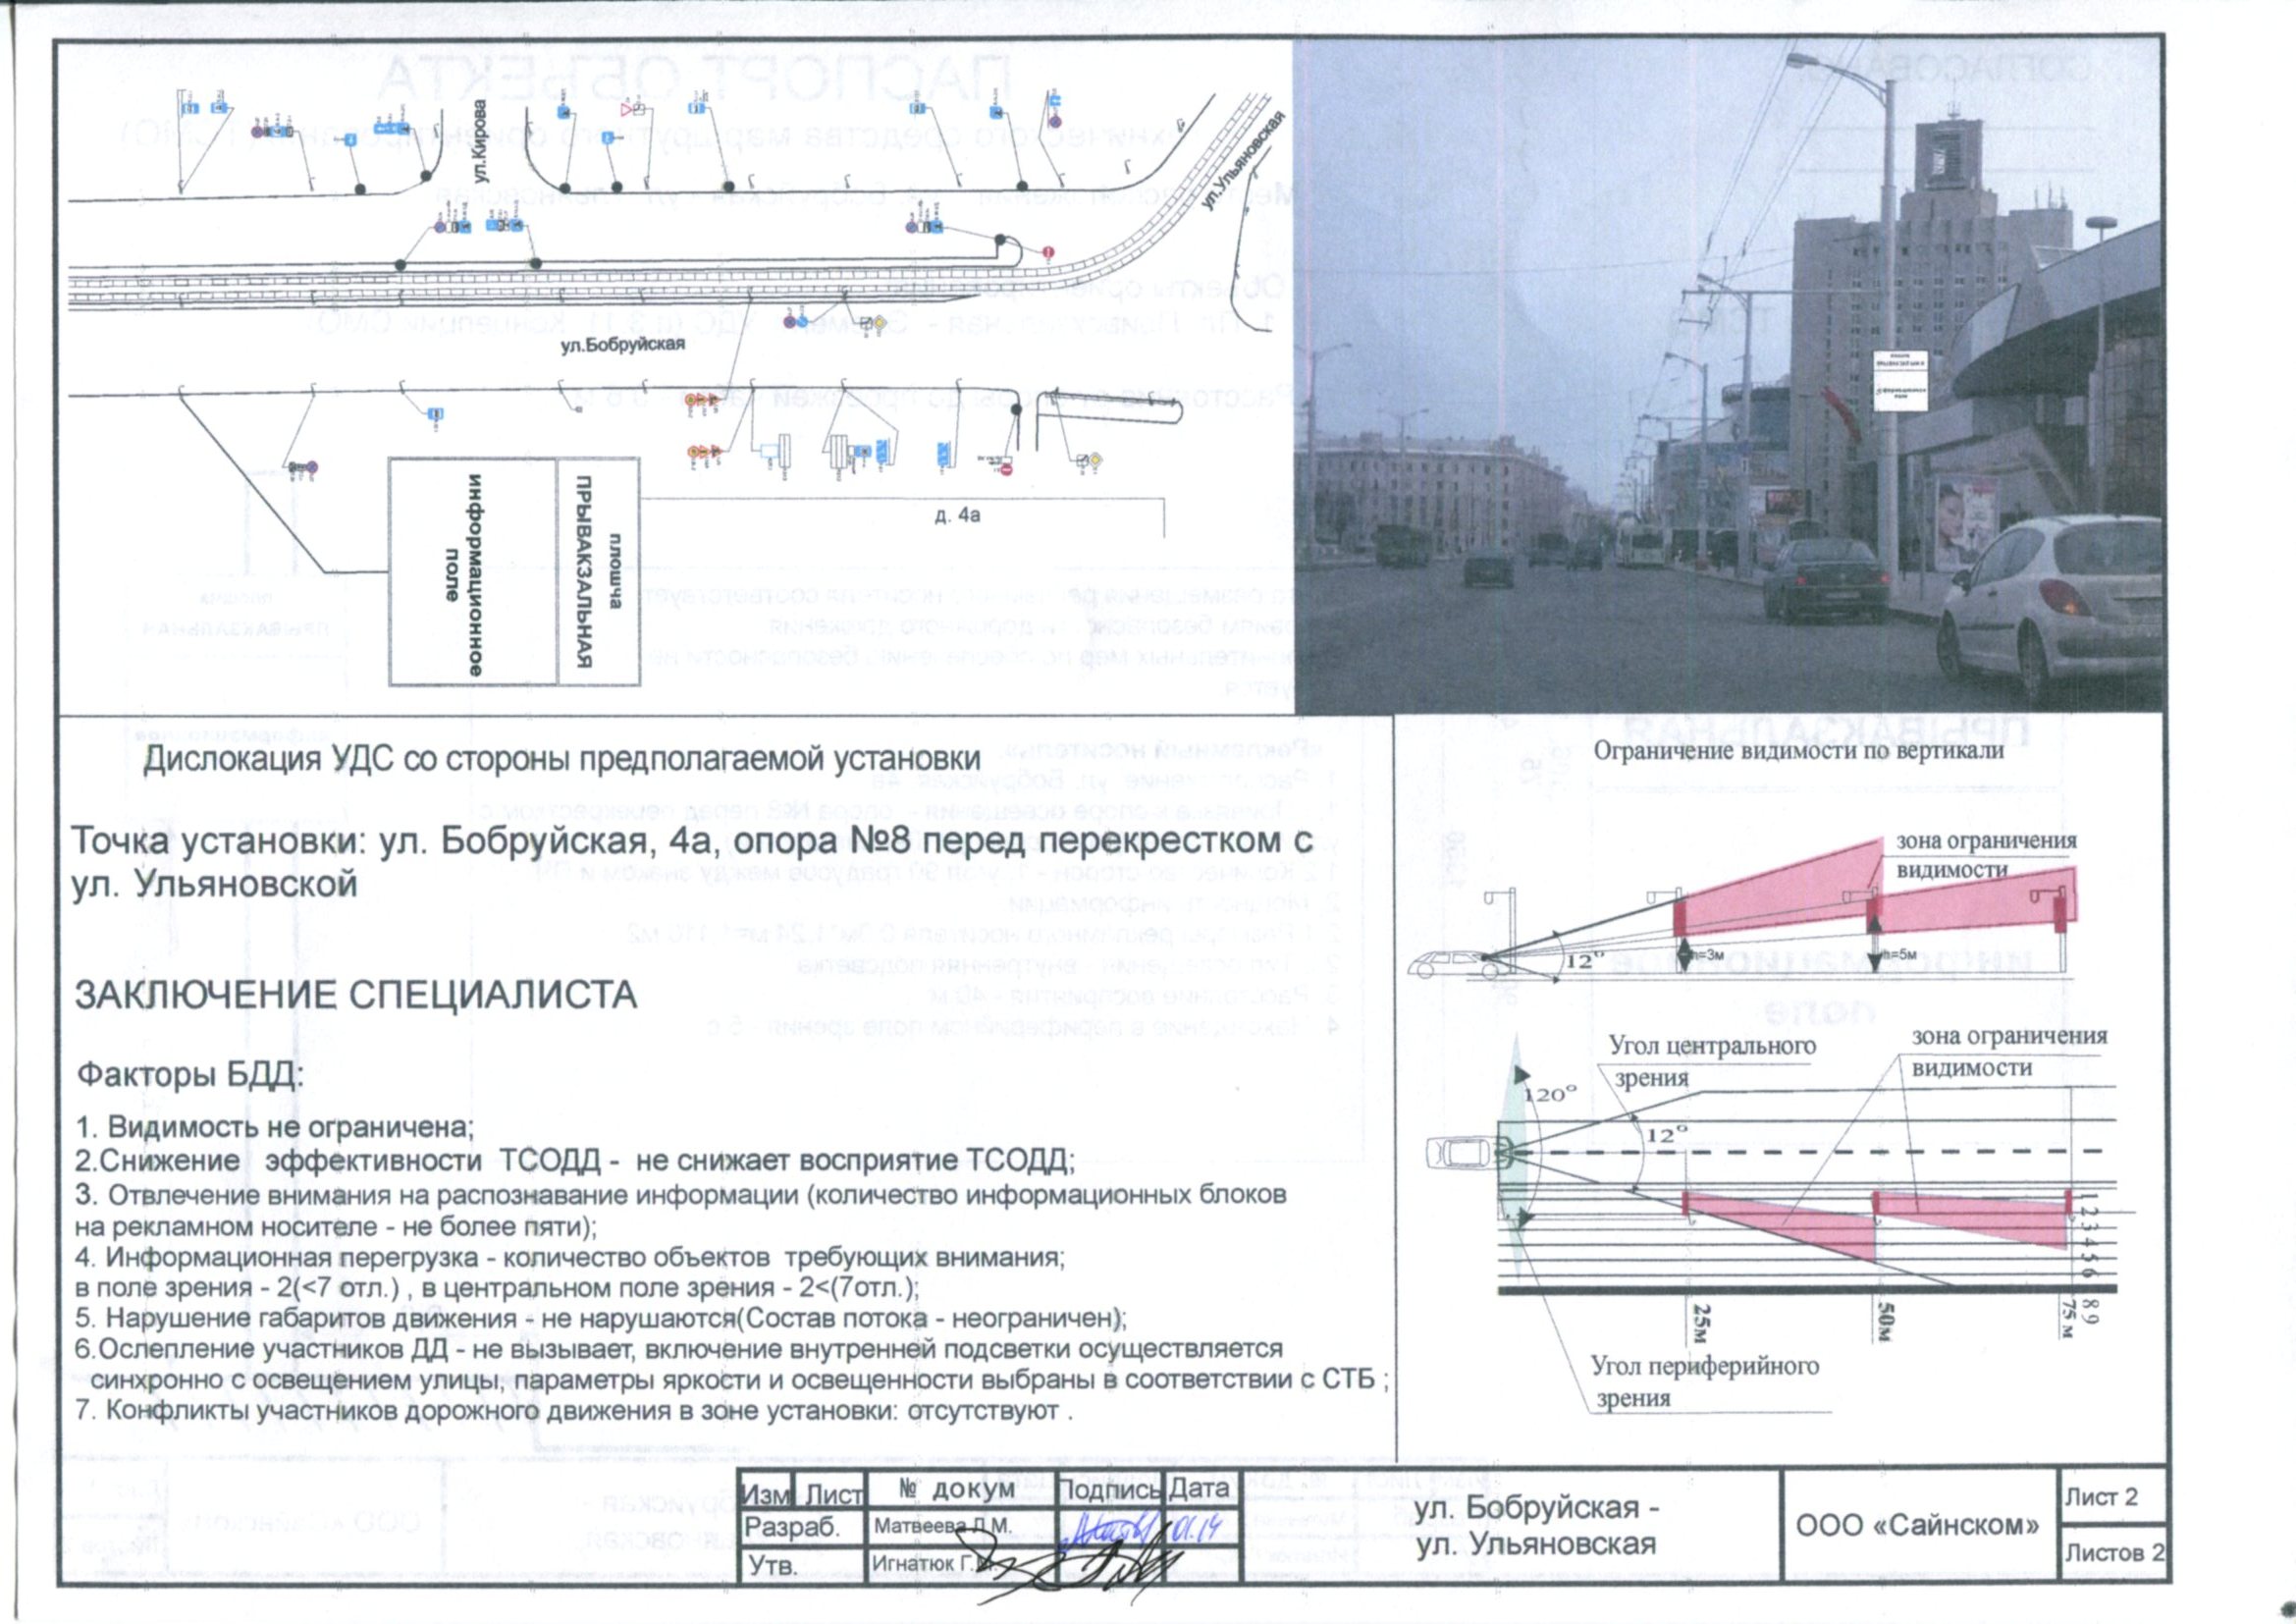 ул.Кирова
ул.Ульяновская
ул.Бобруйская
д. 4а
информационное
поле
плошча
ПРЫВАКЗАЛЬНАЯ
Дислокация УДС со стороны предполагаемой установки
Точка установки: ул. Бобруйская, 4а, опора №8 перед перекрестком с
ул. Ульяновской
ЗАКЛЮЧЕНИЕ СПЕЦИАЛИСТА
Факторы БДД:
1. Видимость не ограничена;
2.Снижение эффективности ТСОДД - не снижает восприятие ТСОДД;
3. Отвлечение внимания на распознавание информации (количество информационных блоков
на рекламном носителе - не более пяти);
4. Информационная перегрузка - количество объектов требующих внимания;
в поле зрения - 2(<7 отл.) , в центральном поле зрения - 2<(7отл.);
5. Нарушение габаритов движения - не нарушаются(Состав потока - неограничен);
6.Ослепление участников ДД - не вызывает, включение внутренней подсветки осуществляется
синхронно с освещением улицы, параметры яркости и освещенности выбраны в соответствии с СТБ ;
7. Конфликты участников дорожного движения в зоне установки: отсутствуют .
Ограничение видимости по вертикали
зона ограничения
видимости
12°
h=3м
h=5м
Угол центрального
зрения
зона ограничения
видимости
120°
12°
1 2 3 4 5 6 8 9
25м
50м
75 м
Угол периферийного
зрения
Изм Лист № докум Подпись Дата
Разраб. Матвеева Л.М. 01.14
Утв. Игнатюк Г.В.
ул. Бобруйская -
ул. Ульяновская
ООО «Сайнском»
Лист 2
Листов 2